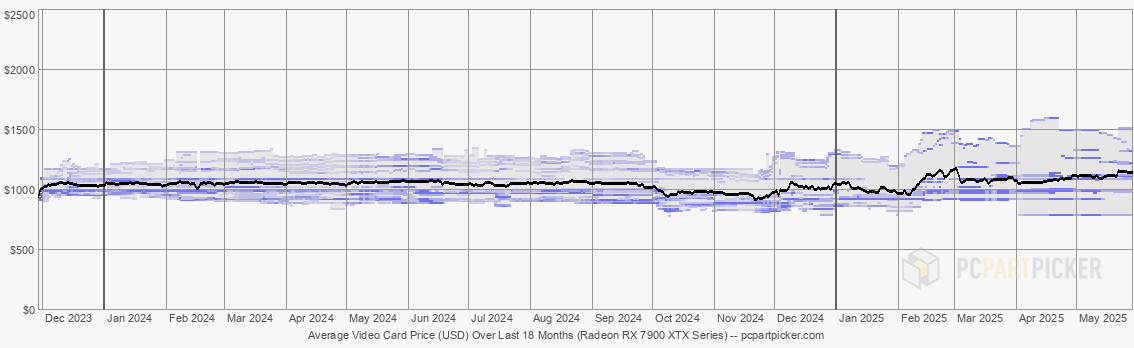 $2500
$2000
$1500
$1000
$500
$0
PCPARTPICKER
Dec 2023 Jan 2024 Feb 2024 Mar 2024 Apr 2024 May 2024 Jun 2024 Jul 2024 Aug 2024 Sep 2024 Oct 2024 Nov 2024 Dec 2024 Jan 2025 Feb 2025 Mar 2025 Apr 2025 May 2025
Average Video Card Price (USD) Over Last 18 Months (Radeon RX 7900 XTX Series) -- pcpartpicker.com